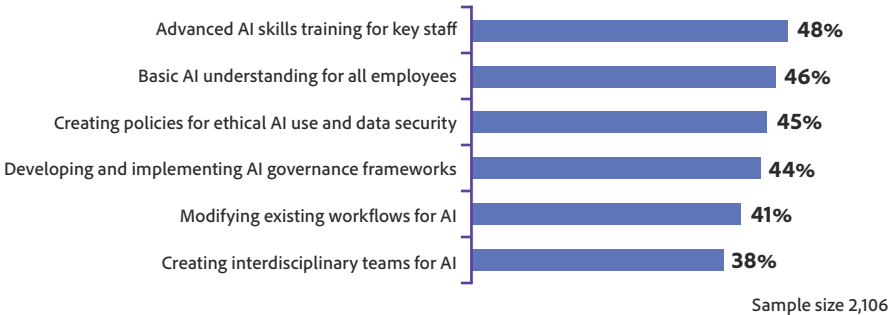 Advanced AI skills training for key staff 48%
Basic AI understanding for all employees 46%
Creating policies for ethical AI use and data security 45%
Developing and implementing AI governance frameworks 44%
Modifying existing workflows for AI 41%
Creating interdisciplinary teams for AI 38%
Sample size 2,106